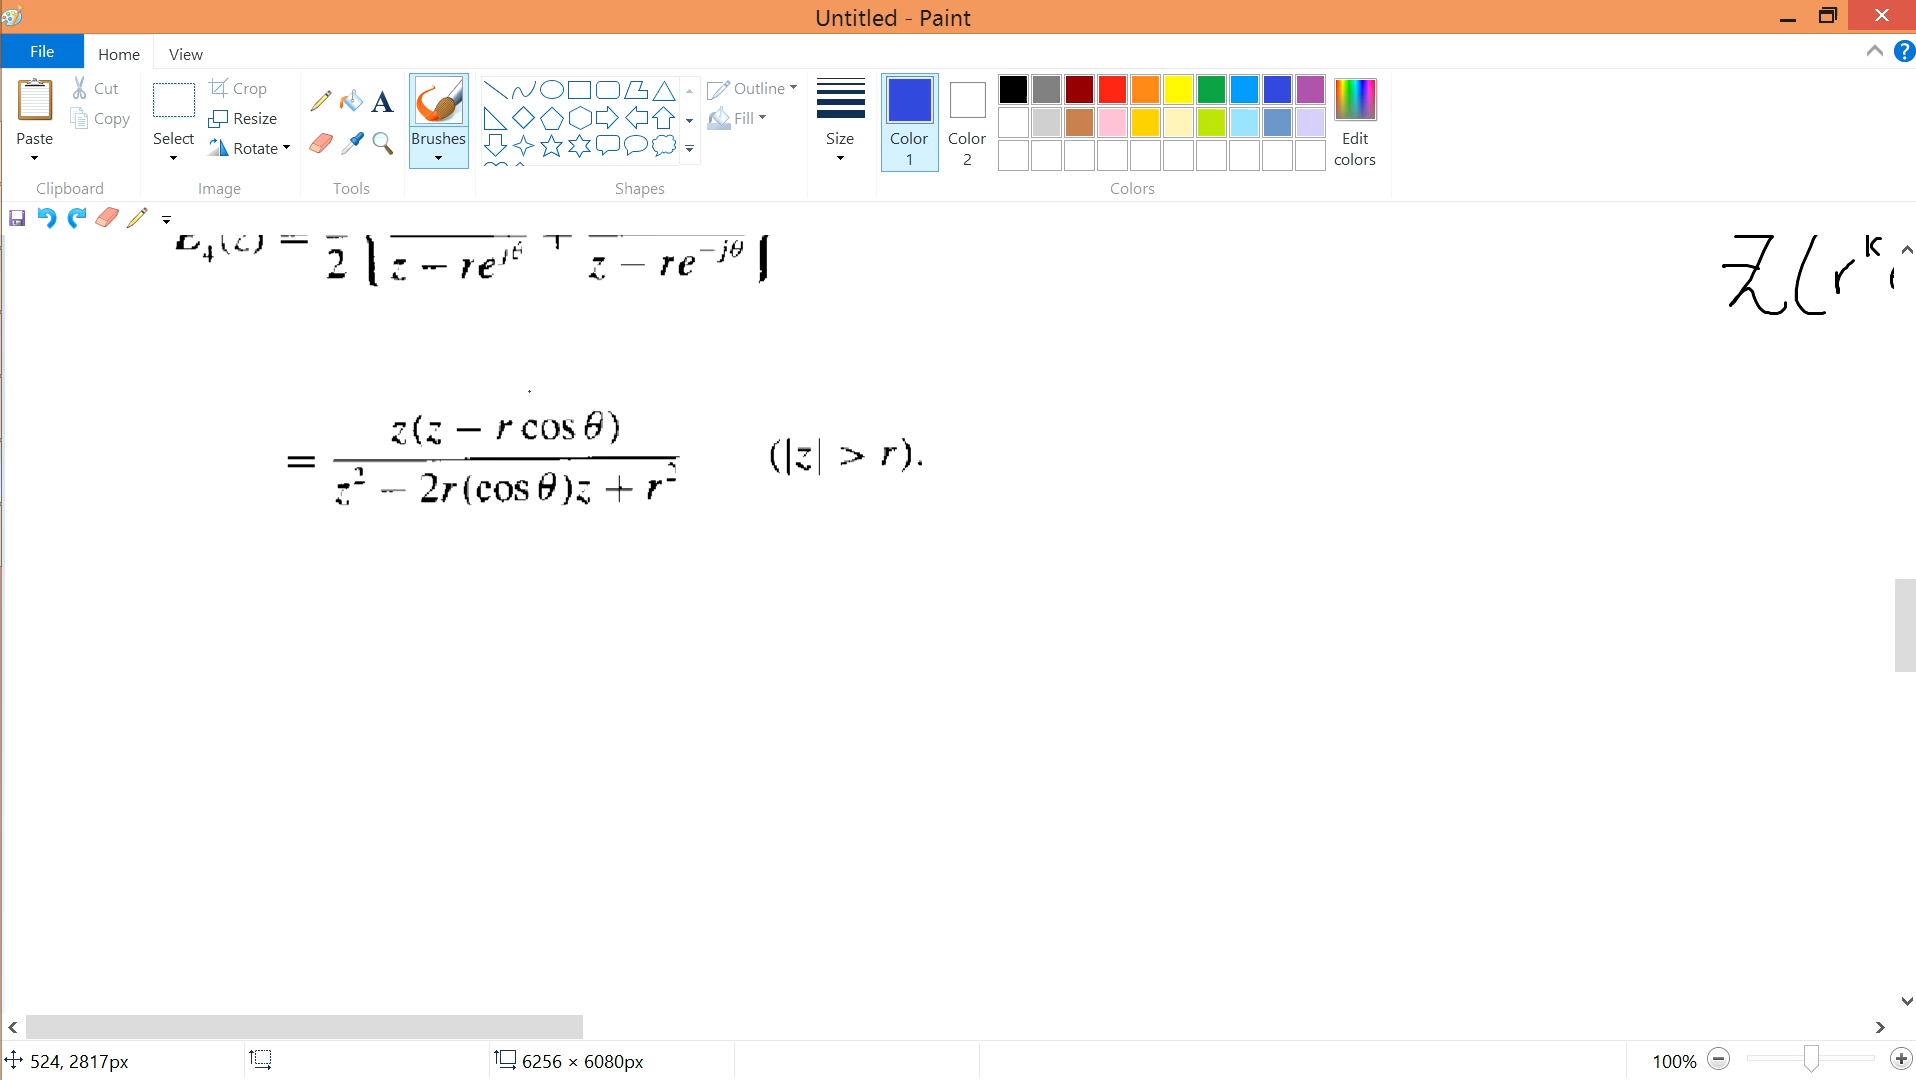 Untitled - Paint
File
Home
View
Paste
Cut
Copy
Clipboard
Select
Crop
Resize
Rotate
Image
Tools
Brushes
Shapes
Outline
Fill
Size
Color 1
Color 2
Edit colors
Colors
E₄(z) =
2 [ z − re^{jθ} + z − re^{−jθ} ]
Z(r^k
= z(z − r cos θ) / z² − 2r(cos θ)z + r² (|z| > r).
524, 2817px
6256 × 6080px
100%